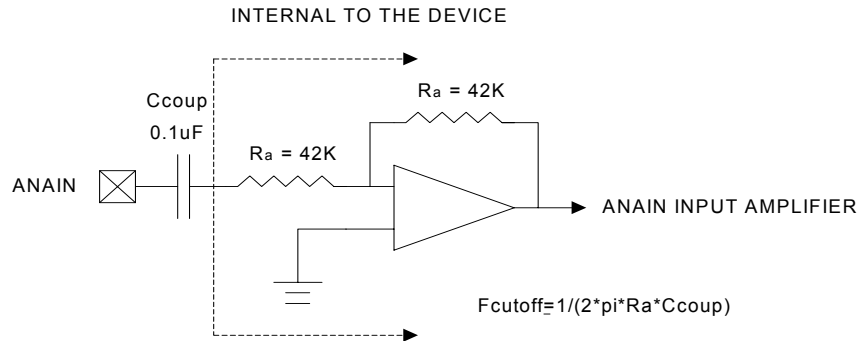 INTERNAL TO THE DEVICE
Ra = 42K
Ccoup
0.1uF
Ra = 42K
ANAIN
ANAIN INPUT AMPLIFIER
Fcutoff=1/(2*pi*Ra*Ccoup)